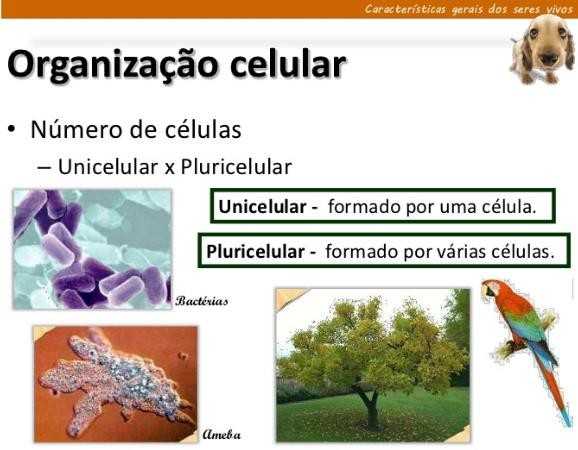 Características gerais dos seres vivos
Organização celular
• Número de células
– Unicelular x Pluricelular
Unicelular - formado por uma célula.
Pluricelular - formado por várias células.
Bactérias
Ameba